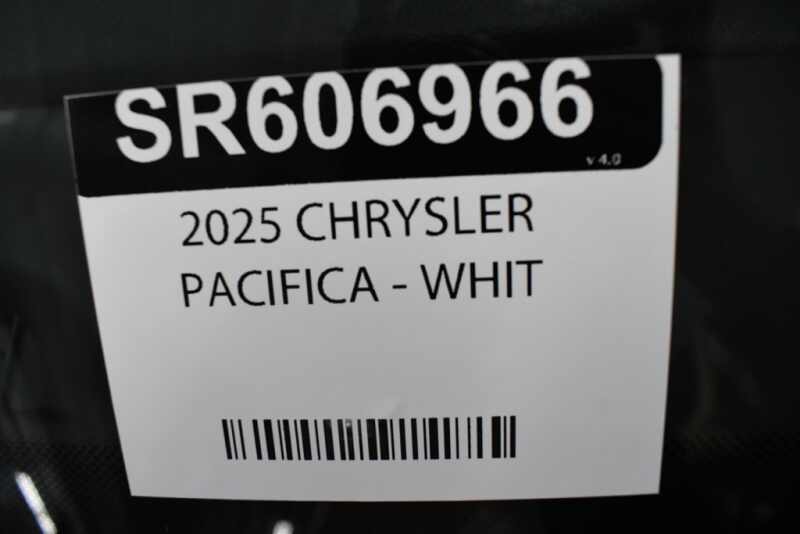 SR606966
v 4.0
2025 CHRYSLER
PACIFICA - WHIT